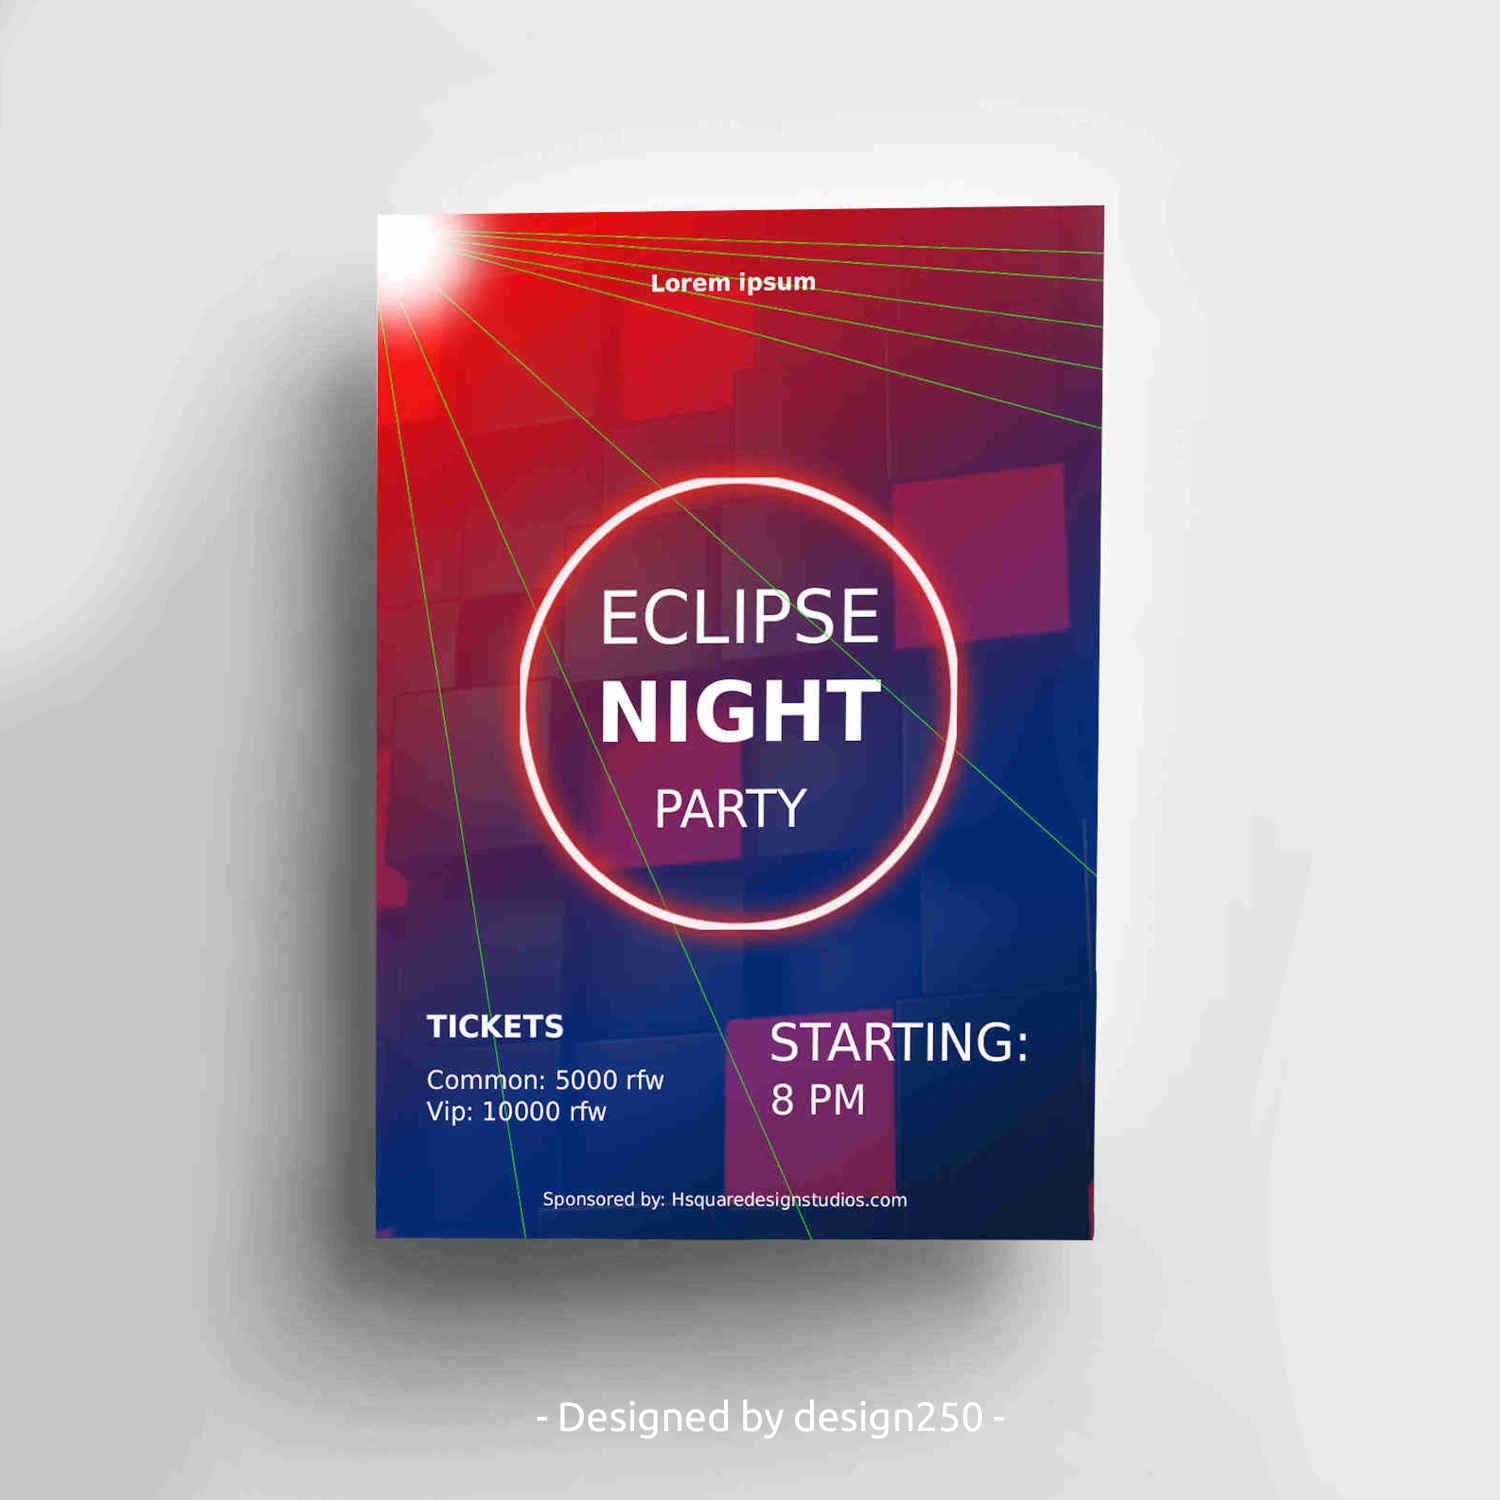 Lorem ipsum
ECLIPSE
NIGHT
PARTY
TICKETS
Common: 5000 rfw
Vip: 10000 rfw
STARTING:
8 PM
Sponsored by: Hsquaredesignstudios.com
- Designed by design250 -